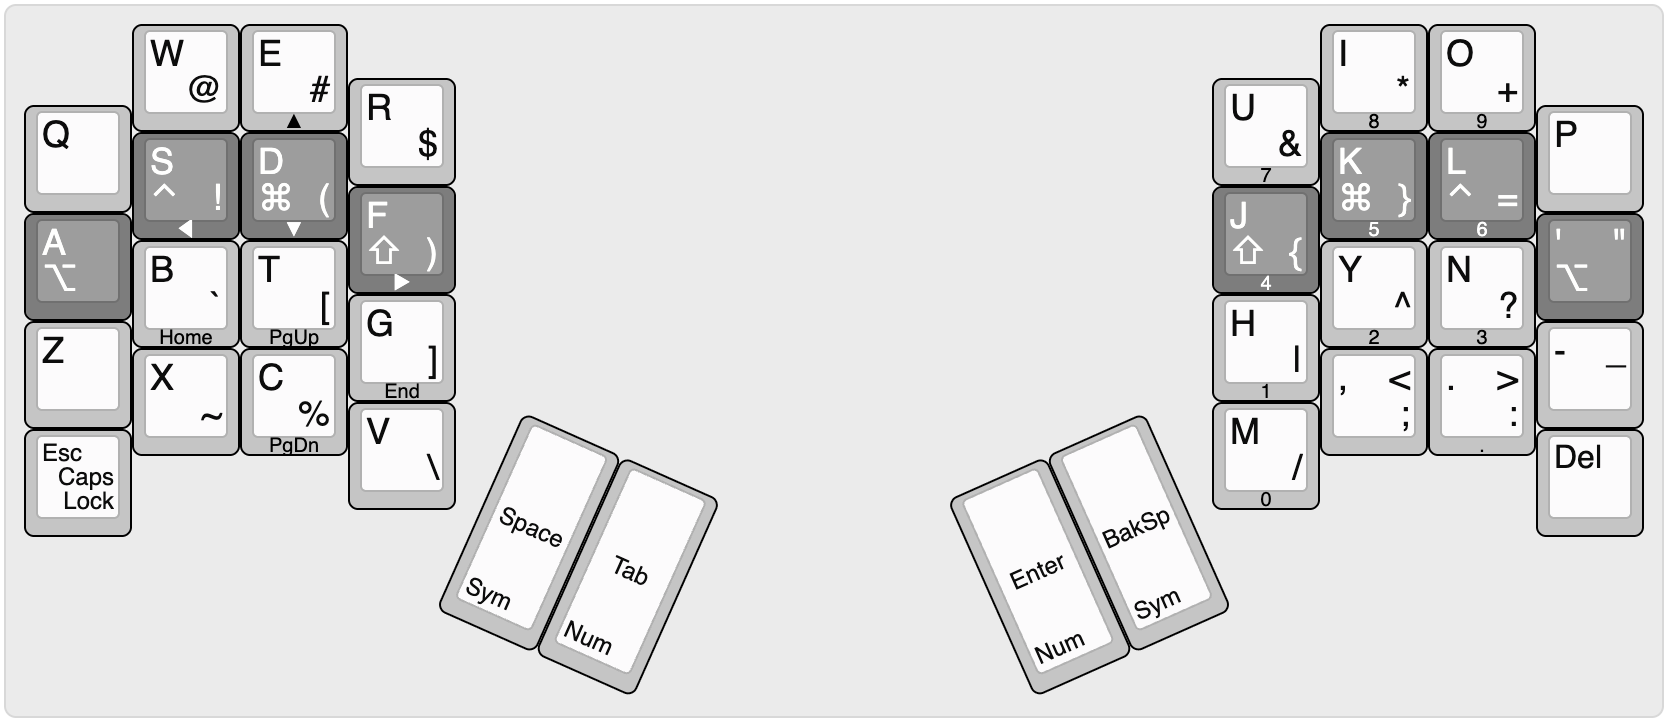 W
@
E
#
▲
R
$
Q
S
^ !
◀
D
⌘ (
▼
F
⇧ )
▶
A
⌥
B
`
Home
T
[
PgUp
G
]
End
Z
X
~
C
%
PgDn
V
\
Esc
Caps
Lock
Space
Sym
Tab
Num
I
*
8
O
+
9
U
&
7
P
K
⌘ }
5
L
^ =
6
J
⇧ {
4
' "
⌥
Y
^
2
N
?
3
H
|
1
, <
;
. >
:
.
- _
M
/
0
Del
Enter
Num
BakSp
Sym